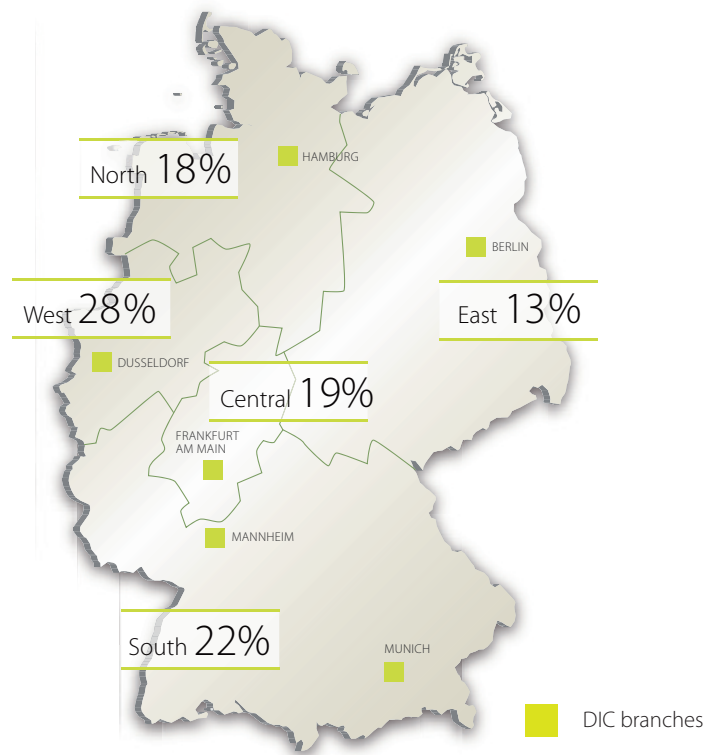 HAMBURG
North 18%
BERLIN
West 28%
East 13%
DUSSELDORF
Central 19%
FRANKFURT
AM MAIN
MANNHEIM
South 22%
MUNICH
DIC branches